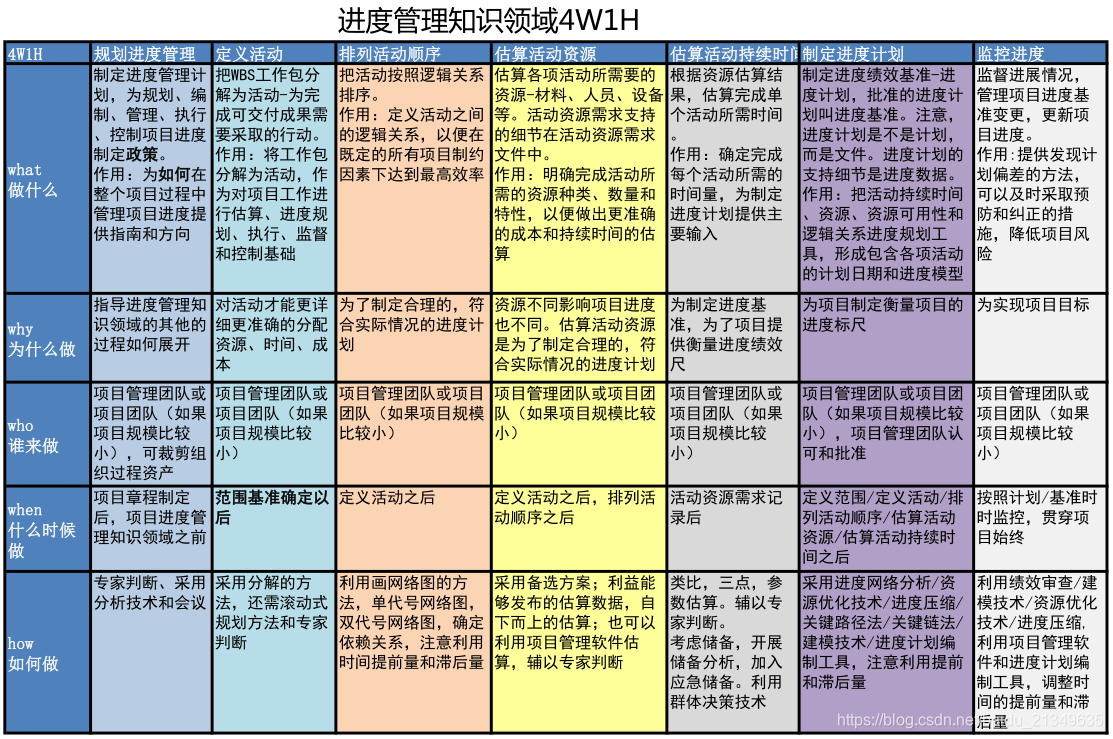 进度管理知识领域4W1H
4W1H
规划进度管理
定义活动
排列活动顺序
估算活动资源
估算活动持续时间
制定进度计划
监控进度
what
做什么
制定进度管理计
划，为规划、编
制、管理、执行
、控制项目进度
制定政策。
作用：为如何在
整个项目过程中
管理项目进度提
供指南和方向
把WBS工作包分
解为活动-为完
成可交付成果需
要采取的行动。
作用：将工作包
分解为活动，作
为对项目工作进
行估算、进度规
划、执行、监督
和控制基础
把活动按照逻辑关系
排序。
作用：定义活动之间
的逻辑关系，以便在
既定的所有项目制约
因素下达到最高效率
估算各项活动所需要的
资源-材料、人员、设备
等。活动资源需求支持
的细节在活动资源需求
文件中。
作用：明确完成活动所
需的资源种类、数量和
特性，以便做出更准确
的成本和持续时间的估
算
根据资源估算结
果，估算完成单
个活动所需时间
。
作用：确定完成
每个活动所需的
时间量，为制定
进度计划提供主
要输入
制定进度绩效基准-进
度计划，批准的进度计
划叫进度基准。注意，
进度计划是不是计划，
而是文件。进度计划的
支持细节是进度数据。
作用：把活动持续时间
、资源、资源可用性和
逻辑关系进度规划工
具，形成包含各项活动
的计划日期和进度模型
监督进展情况，
管理项目进度基
准变更，更新项
目进度。
作用:提供发现计
划偏差的方法，
可以及时采取预
防和纠正的措
施，降低项目风
险
why
为什么做
指导进度管理知
识领域的其他的
过程如何展开
对活动才能更详
细更准确的分配
资源、时间、成
本
为了制定合理的，符
合实际情况的进度计
划
资源不同影响项目进度
也不同。估算活动资源
是为了制定合理的，符
合实际情况的进度计划
为制定进度基
准，为了项目提
供衡量进度绩效
尺
为项目制定衡量项目的
进度标尺
为实现项目目标
who
谁来做
项目管理团队或
项目团队（如果
项目规模比较
小），可裁剪组
织过程资产
项目管理团队或
项目团队（如果
项目规模比较
小）
项目管理团队或项目
团队（如果项目规模
比较小）
项目管理团队或项目团
队（如果项目规模比较
小）
项目管理团队或
项目团队（如果
项目规模比较
小）
项目管理团队或项目团
队（如果项目规模比较
小），项目管理团队认
可和批准
项目管理团队或
项目团队（如果
项目规模比较
小）
when
什么时候
做
项目章程制定
后，项目进度管
理知识领域之前
范围基准确定以
后
定义活动之后
定义活动之后，排列活
动顺序之后
活动资源需求记
录后
定义范围/定义活动/排
列活动顺序/估算活动
资源/估算活动持续时
间之后
按照计划/基准时
时监控，贯穿项
目始终
how
如何做
专家判断、采用
分析技术和会议
采用分解的方
法，还需滚动式
规划方法和专家
判断
利用画网络图的方
法，单代号网络图，
双代号网络图，确定
依赖关系，注意利用
时间提前量和滞后量
采用备选方案；利益能
够发布的估算数据，自
下而上的估算；也可以
利用项目管理软件估
算，辅以专家判断
类比，三点，参
数估算。辅以专
家判断。
考虑储备，开展
储备分析，加入
应急储备。利用
群体决策技术
采用进度网络分析/资
源优化技术/进度压缩/
关键路径法/关键链法/
建模技术/进度计划编
制工具，注意利用提前
和滞后量
利用绩效审查/建
模技术/资源优化
技术/进度压缩，
利用项目管理软
件和进度计划编
制工具，调整时
间的提前量和滞
后量